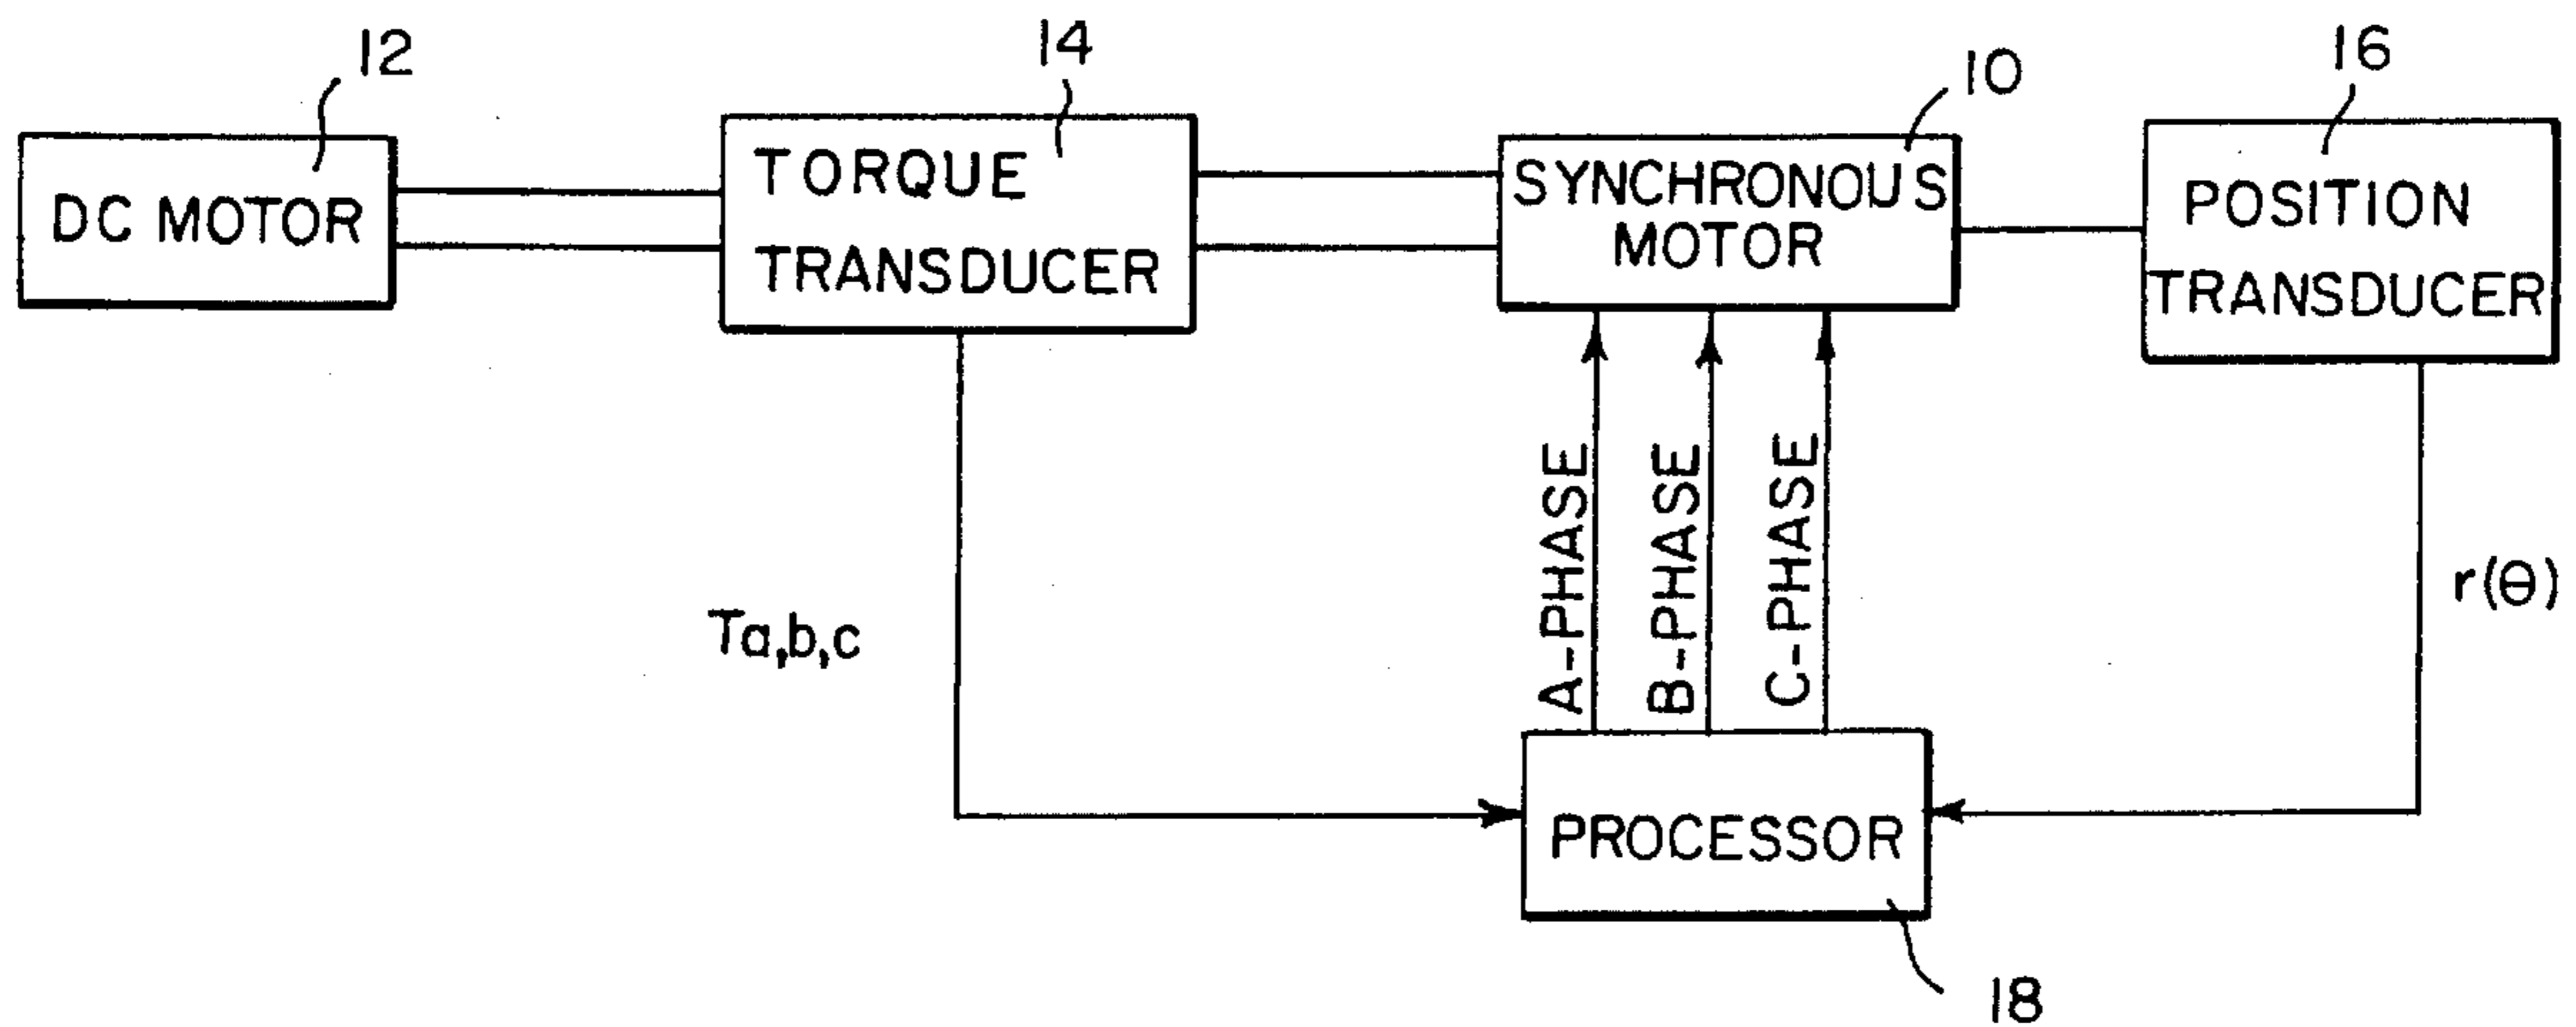 12
14
10
16
DC MOTOR
TORQUE
TRANSDUCER
SYNCHRONOUS
MOTOR
POSITION
TRANSDUCER
Ta,b,c
A-PHASE
B-PHASE
C-PHASE
r(θ)
PROCESSOR
18